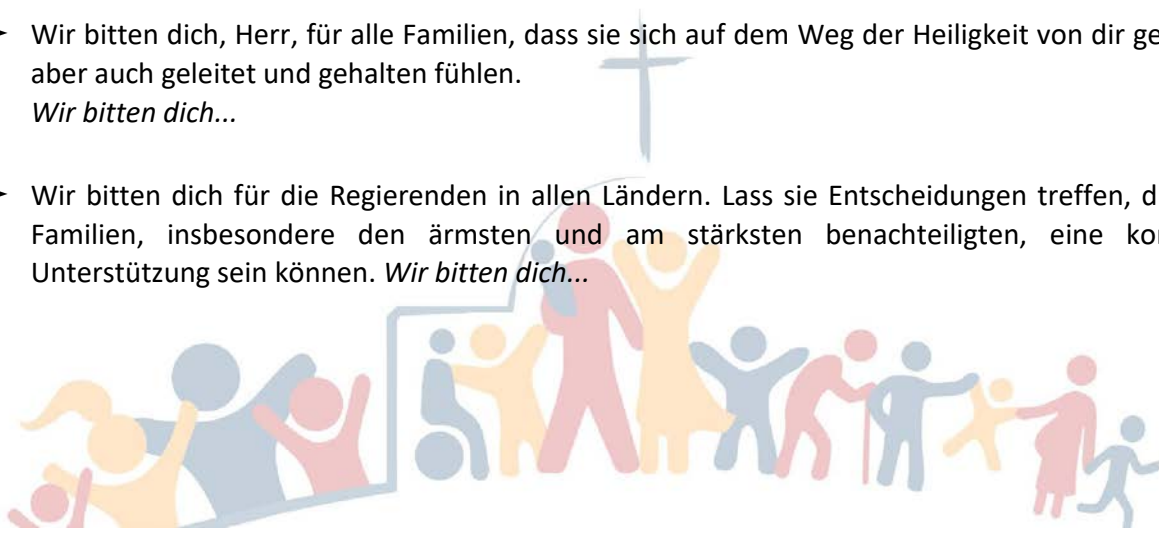 Wir bitten dich, Herr, für alle Familien, dass sie sich auf dem Weg der Heiligkeit von dir
aber auch geleitet und gehalten fühlen.
Wir bitten dich...
Wir bitten dich für die Regierenden in allen Ländern. Lass sie Entscheidungen treffen,
Familien, insbesondere den ärmsten und am stärksten benachteiligten, eine
Unterstützung sein können. Wir bitten dich...